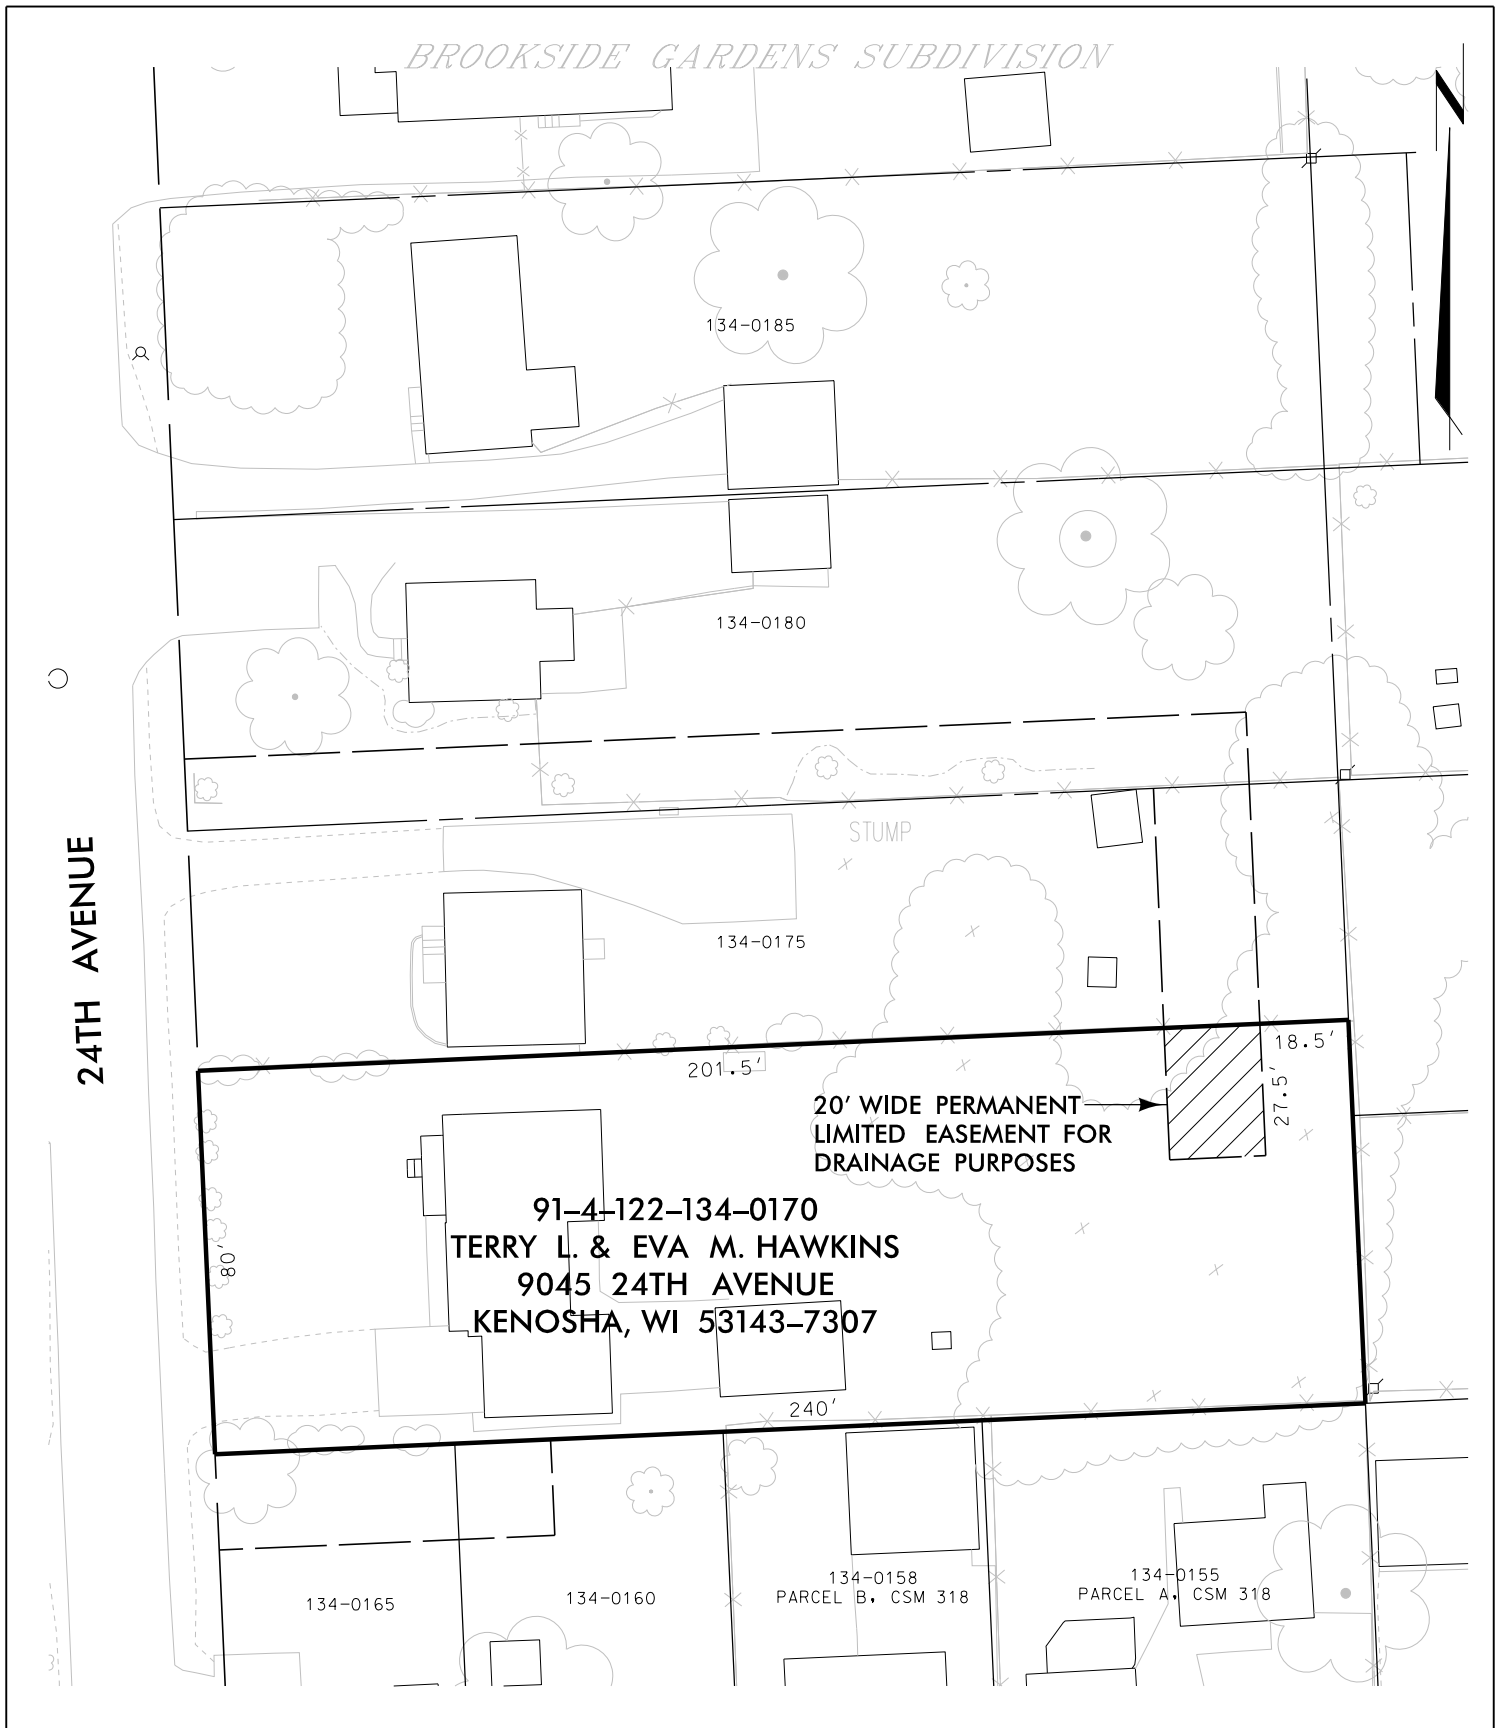 BROOKSIDE GARDENS SUBDIVISION
N
134-0185
134-0180
24TH AVENUE
STUMP
134-0175
18.5'
201.5'
27.5'
20' WIDE PERMANENT
LIMITED EASEMENT FOR
DRAINAGE PURPOSES
80'
91-4-122-134-0170
TERRY L. & EVA M. HAWKINS
9045 24TH AVENUE
KENOSHA, WI 53143-7307
240'
134-0165
134-0160
134-0158
PARCEL B, CSM 318
134-0155
PARCEL A, CSM 318